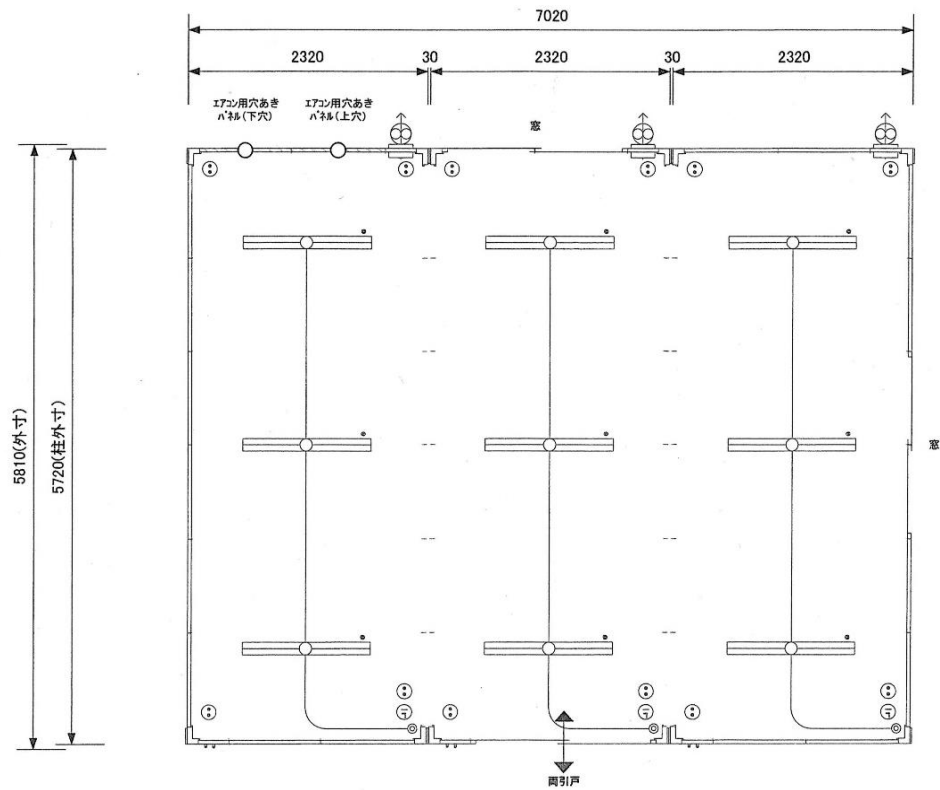 7020
2320
30
2320
30
2320
エアコン用穴あき
パネル(下穴)
エアコン用穴あき
パネル(上穴)
窓
5810(外寸)
5720(柱外寸)
窓
両引戸